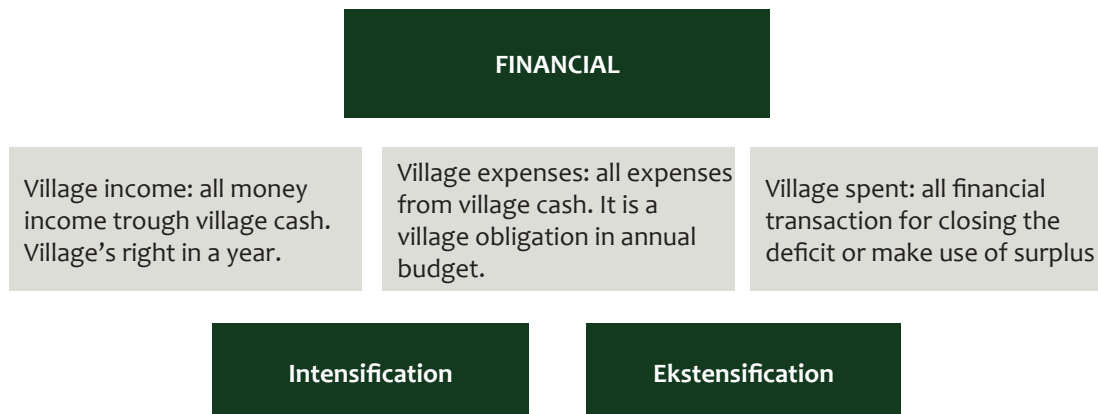 FINANCIAL
Village income: all money
income trough village cash.
Village’s right in a year.
Village expenses: all expenses
from village cash. It is a
village obligation in annual
budget.
Village spent: all financial
transaction for closing the
deficit or make use of surplus
Intensification
Ekstensification